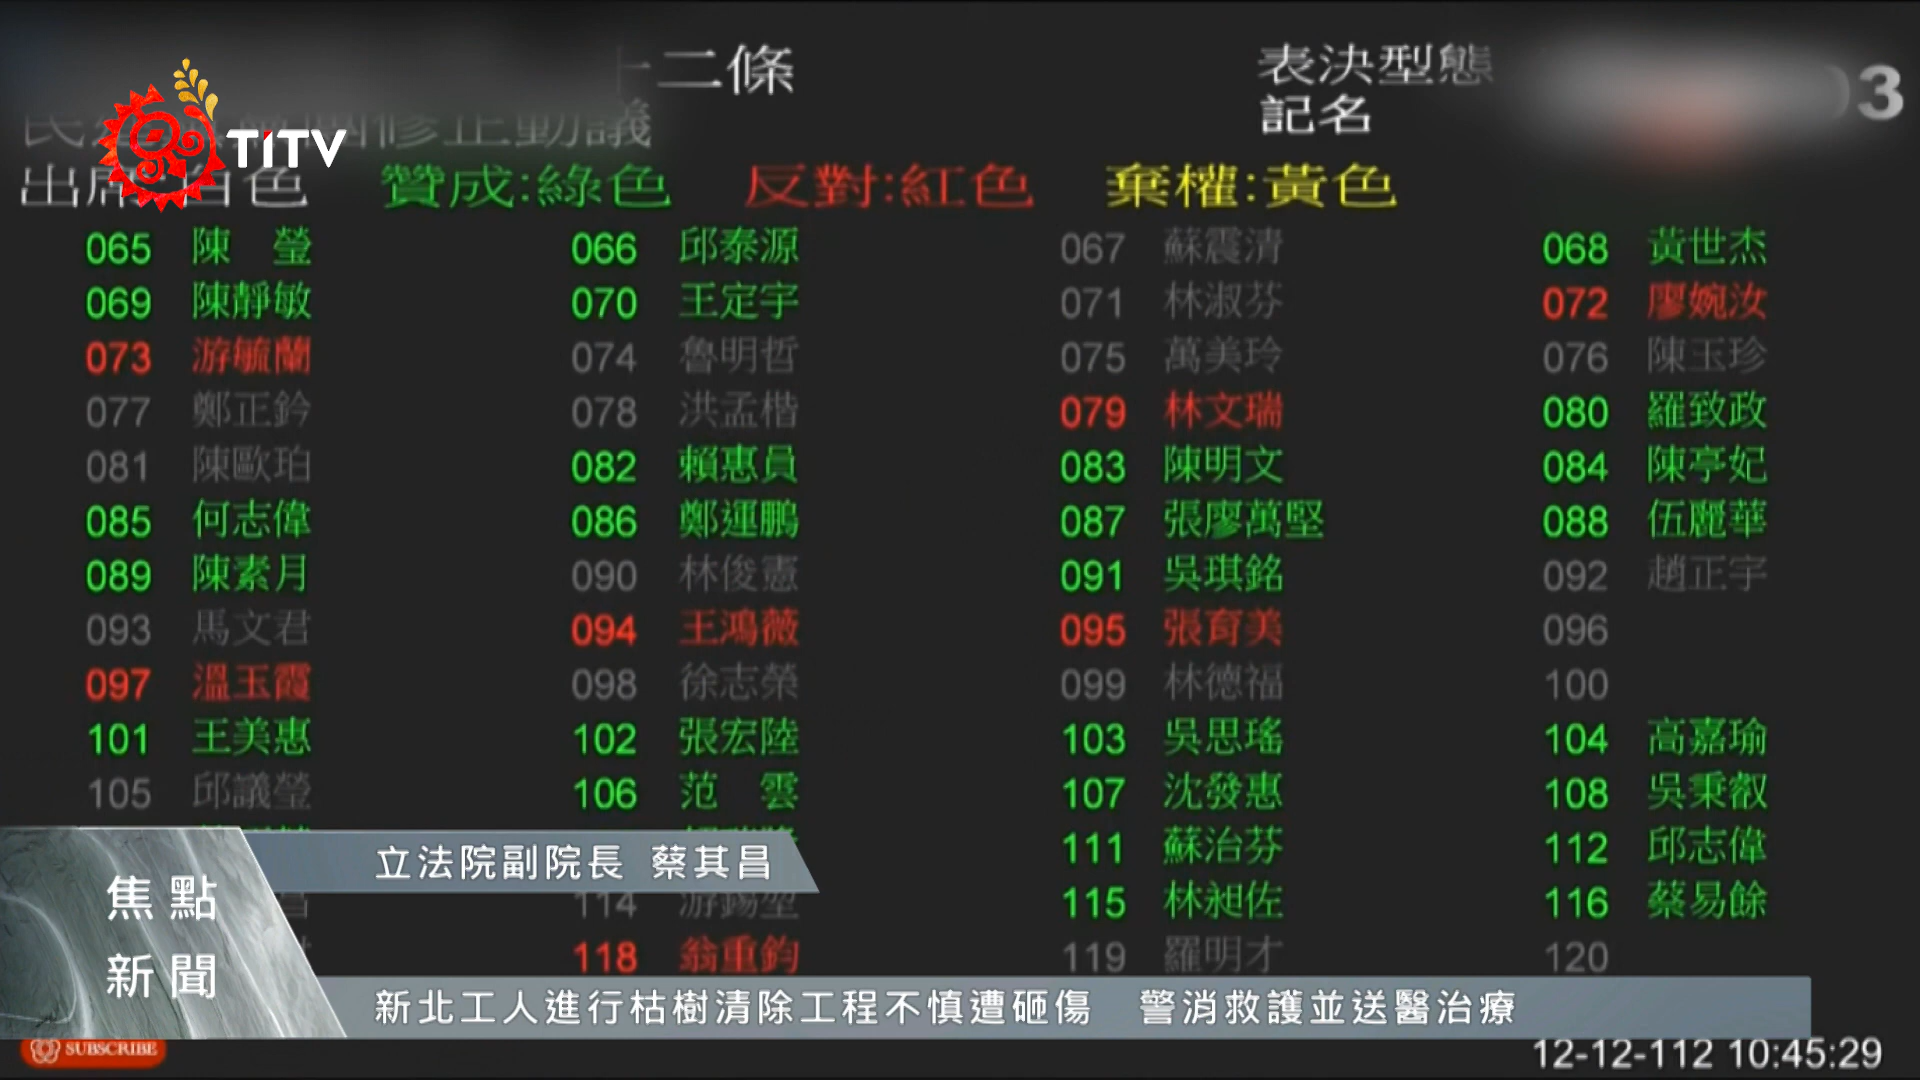 十二條 表決型態
記名
3
修正動議
TITV
出席:白色 贊成:綠色 反對:紅色 棄權:黃色
065 陳 瑩 066 邱泰源 067 蘇震清 068 黃世杰
069 陳靜敏 070 王定宇 071 林淑芬 072 廖婉汝
073 游毓蘭 074 魯明哲 075 萬美玲 076 陳玉珍
077 鄭正鈐 078 洪孟楷 079 林文瑞 080 羅致政
081 陳歐珀 082 賴惠員 083 陳明文 084 陳亭妃
085 何志偉 086 鄭運鵬 087 張廖萬堅 088 伍麗華
089 陳素月 090 林俊憲 091 吳琪銘 092 趙正宇
093 馬文君 094 王鴻薇 095 張育美 096
097 溫玉霞 098 徐志榮 099 林德福 100
101 王美惠 102 張宏陸 103 吳思瑤 104 高嘉瑜
105 邱議瑩 106 范 雲 107 沈發惠 108 吳秉叡
111 蘇治芬 112 邱志偉
立法院副院長 蔡其昌
114 115 林昶佐 116 蔡易餘
118 翁重鈞 119 羅明才 120
焦點
新聞
新北工人進行枯樹清除工程不慎遭砸傷 警消救護並送醫治療
SUBSCRIBE
12-12-112 10:45:29